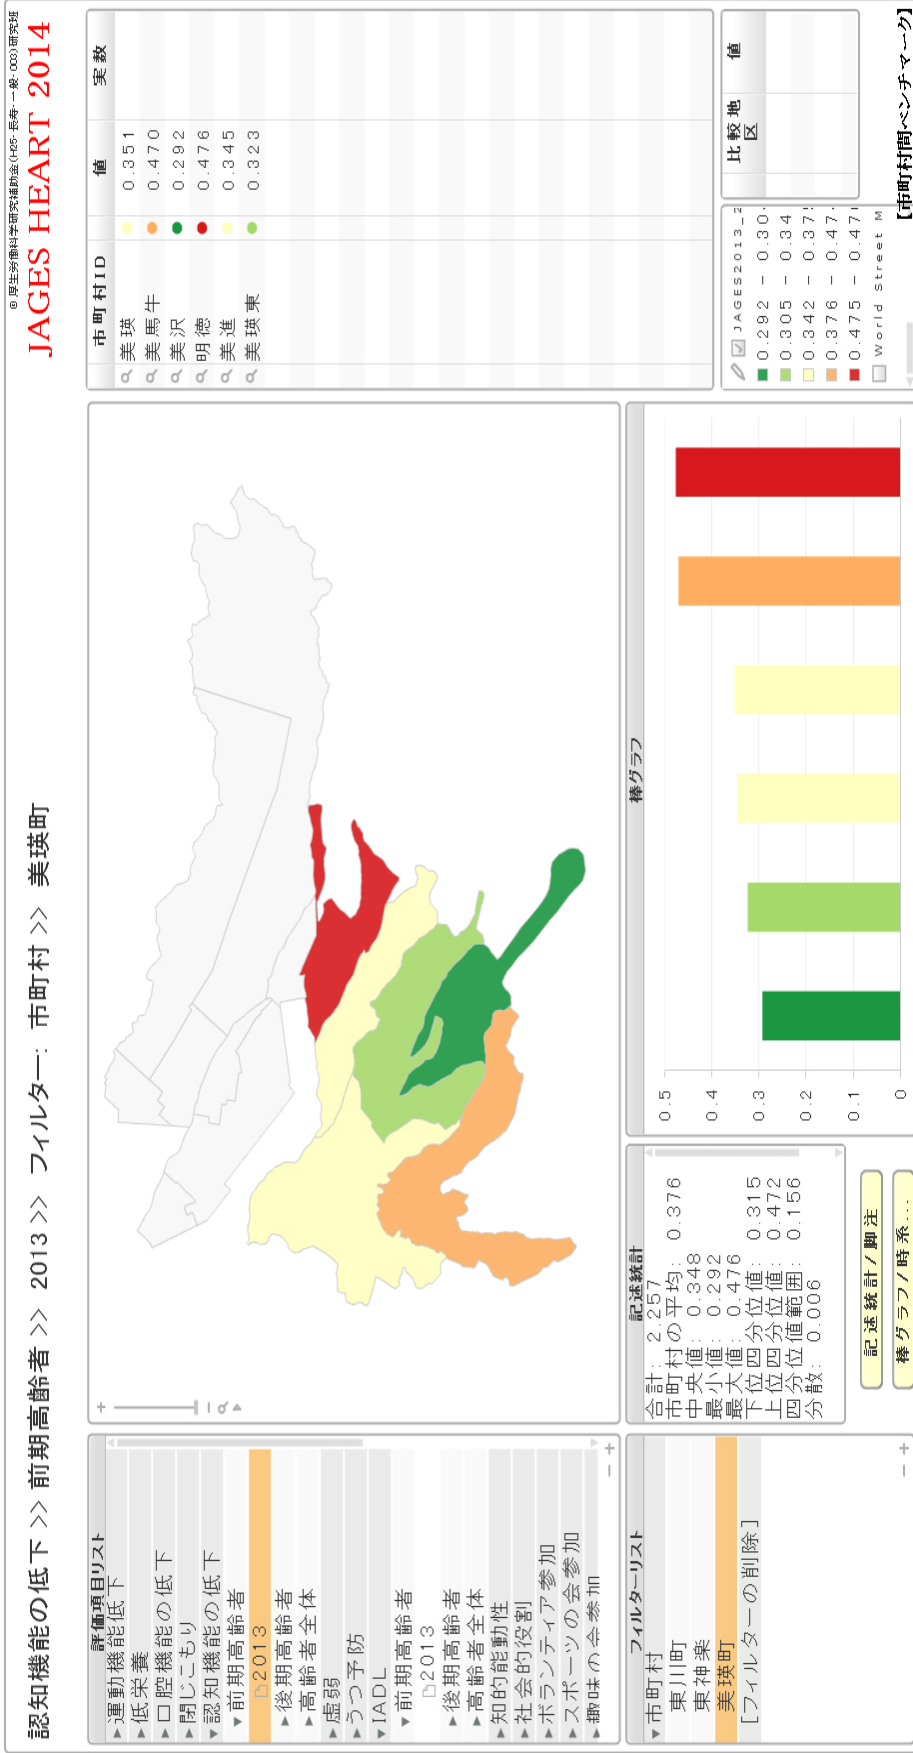 認知機能の低下 >> 前期高齢者 >> 2013 >> フィルター: 市町村 >> 美瑛町
©厚生労働科学研究補助金(H25-長寿-一般-003)研究班
JAGES HEART 2014
評価項目リスト
▸運動機能低下
▸低栄養
▸口腔機能の低下
▸閉じこもり
▾認知機能の低下
▾前期高齢者
2013
▸後期高齢者
▸高齢者全体
▸虚弱
▸うつ予防
▾IADL
▾前期高齢者
2013
▸後期高齢者
▸高齢者全体
▸知的能動性
▸社会的役割
▸ボランティア参加
▸スポーツの会参加
▸趣味の会参加
− +
フィルターリスト
▾市町村
東川町
東神楽
美瑛町
[フィルターの削除]
− +
+
−
記述統計
合計: 2.257
市町村の平均: 0.376
中央値: 0.348
最小値: 0.292
最大値: 0.476
下位四分位値: 0.315
上位四分位値: 0.472
四分位値範囲: 0.156
分散: 0.006
記述統計/脚注
棒グラフ/時系...
棒グラフ
0.5
0.4
0.3
0.2
0.1
0
市町村ID 値 実数
美瑛 0.351
美馬牛 0.470
美沢 0.292
明徳 0.476
美進 0.345
美瑛東 0.323
JAGES2013_2
0.292 − 0.30
0.305 − 0.34
0.342 − 0.37
0.376 − 0.47
0.475 − 0.47
World Street M
比較地区 値
【市町村間ベンチマーク】